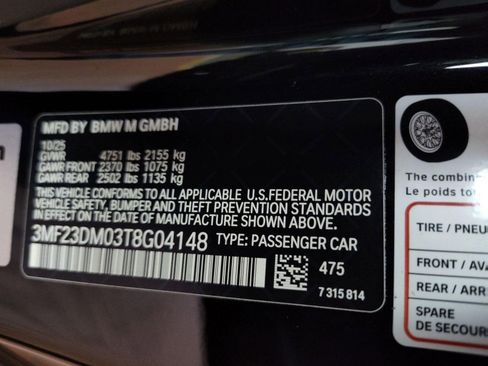 MFD BY BMW M GMBH
10/25
GVWR 4751 lbs 2155 kg
GAWR FRONT 2370 lbs 1075 kg
GAWR REAR 2502 lbs 1135 kg
THIS VEHICLE CONFORMS TO ALL APPLICABLE U.S.FEDERAL MOTOR
VEHICLE SAFETY, BUMPER AND THEFT PREVENTION STANDARDS
IN EFFECT ON THE DATE OF MANUFACTURE SHOWN ABOVE.
3MF23DM03T8G04148 TYPE: PASSENGER CAR
475
7 315 814
The combin
Le poids to
TIRE / PNEU
FRONT / AVA
REAR / ARR
SPARE
DE SECOURS